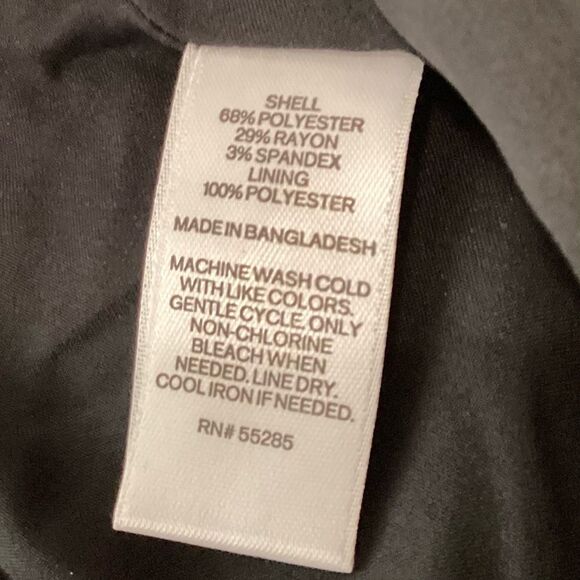 SHELL
68% POLYESTER
29% RAYON
3% SPANDEX
LINING
100% POLYESTER
MADE IN BANGLADESH
MACHINE WASH COLD
WITH LIKE COLORS.
GENTLE CYCLE. ONLY
NON-CHLORINE
BLEACH WHEN
NEEDED. LINE DRY.
COOL IRON IF NEEDED.
RN# 55285